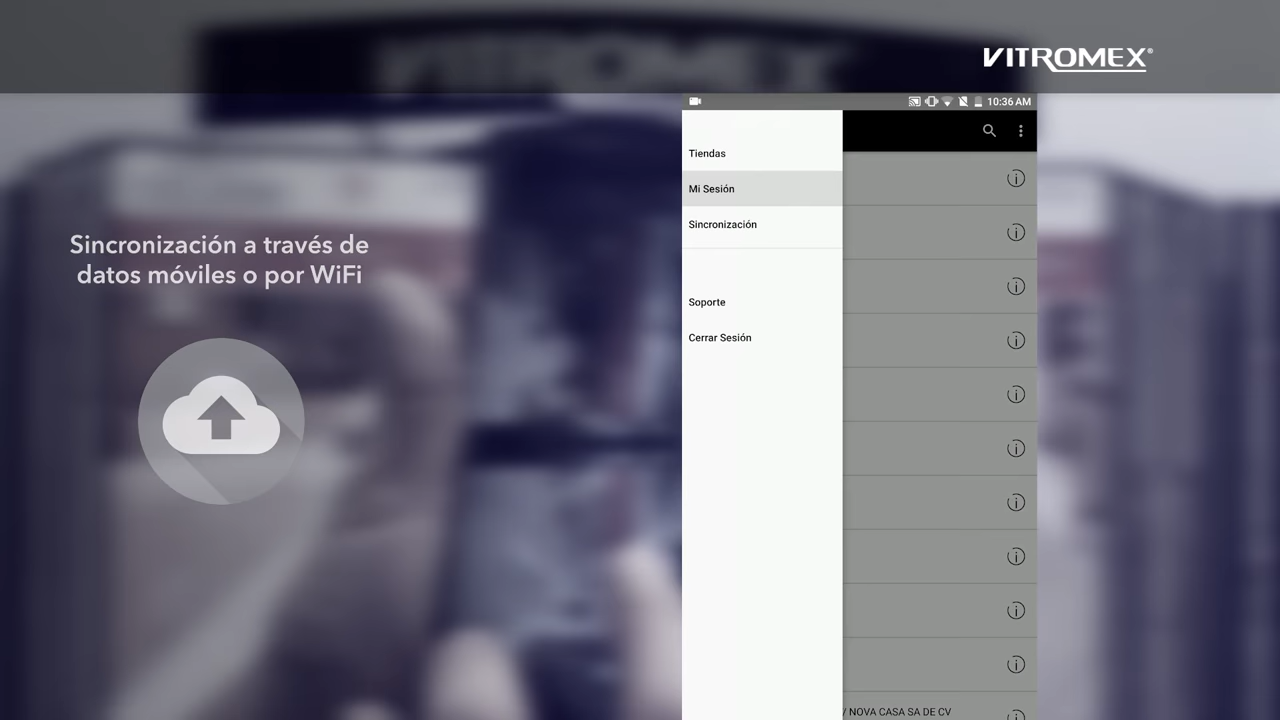 VITROMEX®
VITROMEX
10:36 AM
Tiendas
Mi Sesión
Sincronización
Soporte
Cerrar Sesión
NOVA CASA SA DE CV
Sincronización a través de
datos móviles o por WiFi